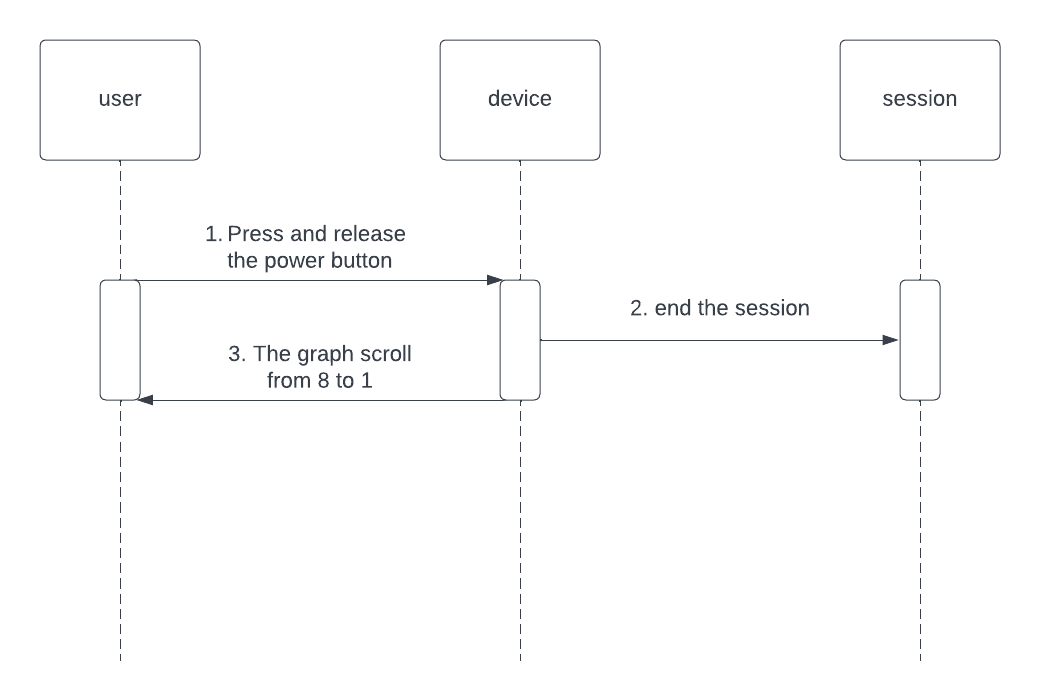 user
device
session
1. Press and release
the power button
2. end the session
3. The graph scroll
from 8 to 1